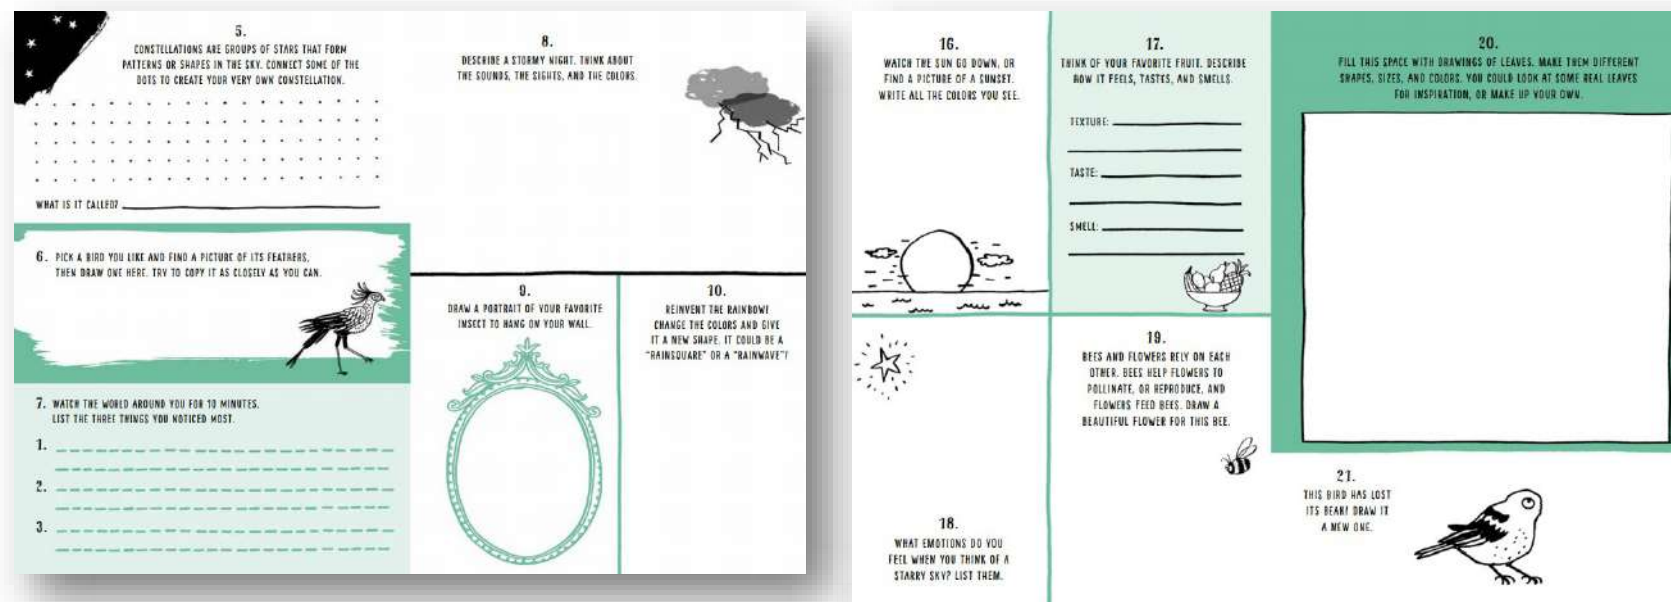 5.
CONSTELLATIONS ARE GROUPS OF STARS THAT FORM
PATTERNS OR SHAPES IN THE SKY. CONNECT SOME OF THE
DOTS TO CREATE YOUR VERY OWN CONSTELLATION.
WHAT IS IT CALLED?
6. PICK A BIRD YOU LIKE AND FIND A PICTURE OF ITS FEATHERS,
THEN DRAW ONE HERE. TRY TO COPY IT AS CLOSELY AS YOU CAN.
7. WATCH THE WORLD AROUND YOU FOR 10 MINUTES.
LIST THE THREE THINGS YOU NOTICED MOST.
1.
2.
3.
8.
DESCRIBE A STORMY NIGHT. THINK ABOUT
THE SOUNDS, THE SIGHTS, AND THE COLORS.
9.
DRAW A PORTRAIT OF YOUR FAVORITE
INSECT TO HANG ON YOUR WALL.
10.
REINVENT THE RAINBOW!
CHANGE THE COLORS AND GIVE
IT A NEW SHAPE. IT COULD BE A
"RAINSQUARE" OR A "RAINWAVE"!
16.
WATCH THE SUN GO DOWN, OR
FIND A PICTURE OF A SUNSET.
WRITE ALL THE COLORS YOU SEE.
17.
THINK OF YOUR FAVORITE FRUIT. DESCRIBE
HOW IT FEELS, TASTES, AND SMELLS.
TEXTURE:
TASTE:
SMELL:
18.
WHAT EMOTIONS DO YOU
FEEL WHEN YOU THINK OF A
STARRY SKY? LIST THEM.
19.
BEES AND FLOWERS RELY ON EACH
OTHER. BEES HELP FLOWERS TO
POLLINATE, OR REPRODUCE, AND
FLOWERS FEED BEES. DRAW A
BEAUTIFUL FLOWER FOR THIS BEE.
20.
FILL THIS SPACE WITH DRAWINGS OF LEAVES. MAKE THEM DIFFERENT
SHAPES, SIZES, AND COLORS. YOU COULD LOOK AT SOME REAL LEAVES
FOR INSPIRATION, OR MAKE UP YOUR OWN.
21.
THIS BIRD HAS LOST
ITS BEAK! DRAW IT
A NEW ONE.